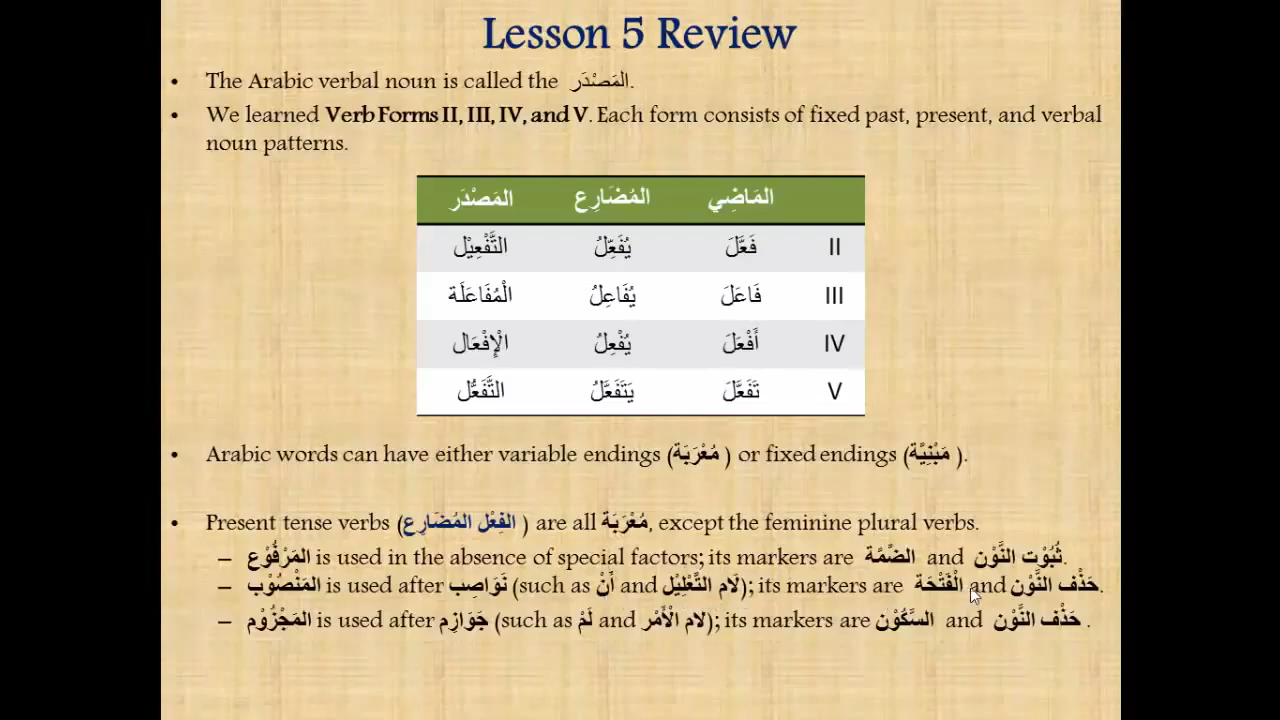 Lesson 5 Review
• The Arabic verbal noun is called the المَصْدَر.
• We learned Verb Forms II, III, IV, and V. Each form consists of fixed past, present, and verbal
noun patterns.
المَاضِي المُضَارِع المَصْدَر
II فَعَّلَ يُفَعِّلُ التَّفْعِيْل
III فَاعَلَ يُفَاعِلُ الْمُفَاعَلَة
IV أَفْعَلَ يُفْعِلُ الْإِفْعَال
V تَفَعَّلَ يَتَفَعَّلُ التَّفَعُّل
• Arabic words can have either variable endings (مُعْرَبَة ) or fixed endings (مَبْنِيَّة ).
• Present tense verbs (الفِعْل المُضَارِع ) are all مُعْرَبَة, except the feminine plural verbs.
– المَرْفُوْع is used in the absence of special factors; its markers are الضَّمَّة and ثُبُوْت النَّوْن.
– المَنْصُوْب is used after نَوَاصِب (such as أَنْ and لَام التَّعْلِيْل); its markers are الْفَتْحَة and حَذْف النَّوْن.
– المَجْزُوْم is used after جَوَازِم (such as لَمْ and لام الْأَمْر); its markers are السَّكُوْن and حَذْف النَّوْن .